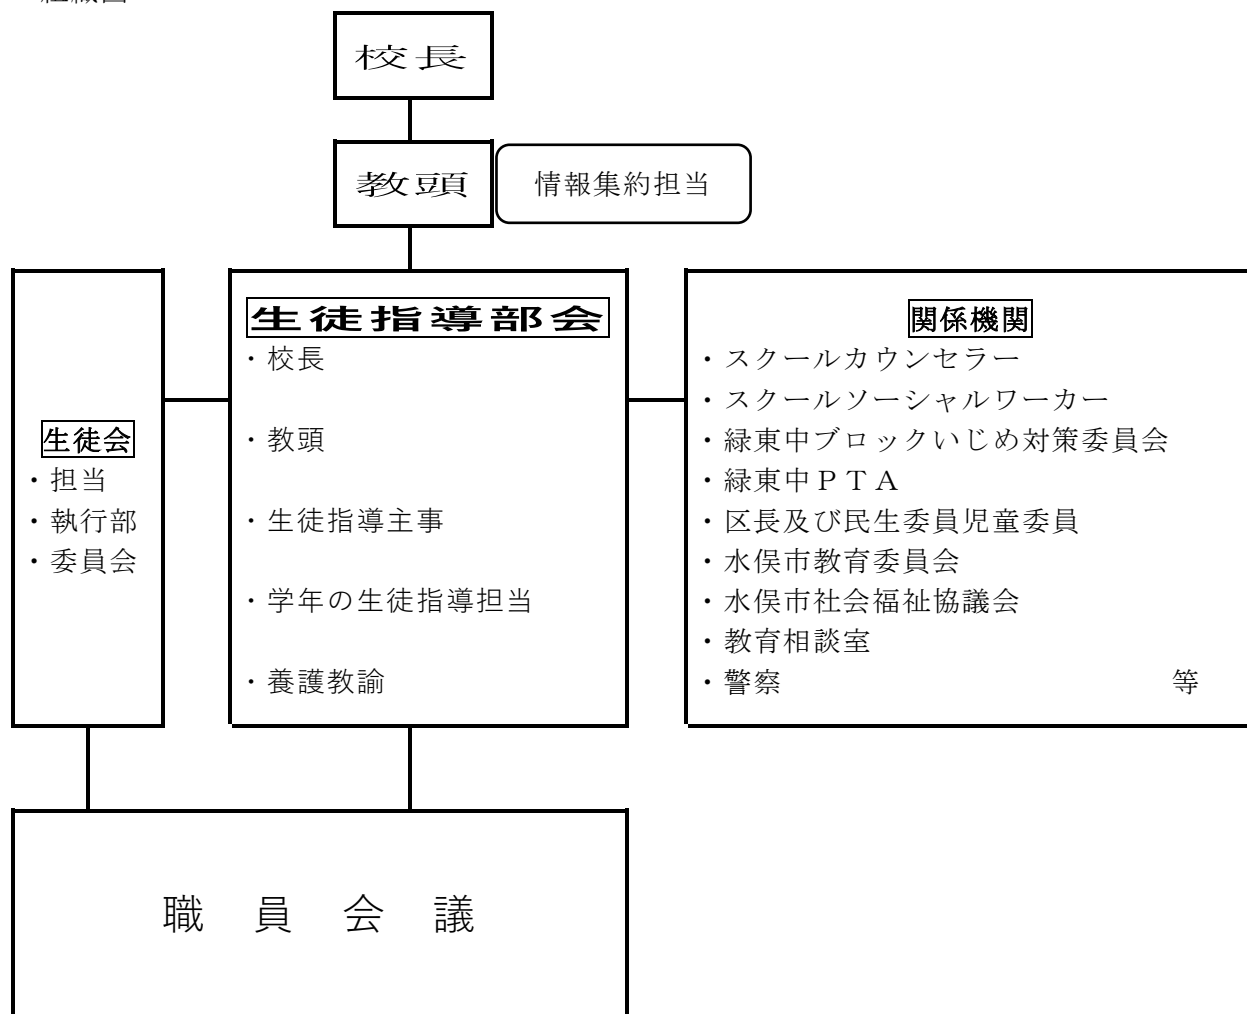 校長
教頭
情報集約担当
生徒会
・担当
・執行部
・委員会
生徒指導部会
・校長
・教頭
・生徒指導主事
・学年の生徒指導担当
・養護教諭
関係機関
・スクールカウンセラー
・スクールソーシャルワーカー
・緑東中ブロックいじめ対策委員会
・緑東中ＰＴＡ
・区長及び民生委員児童委員
・水俣市教育委員会
・水俣市社会福祉協議会
・教育相談室
・警察 等
職員会議